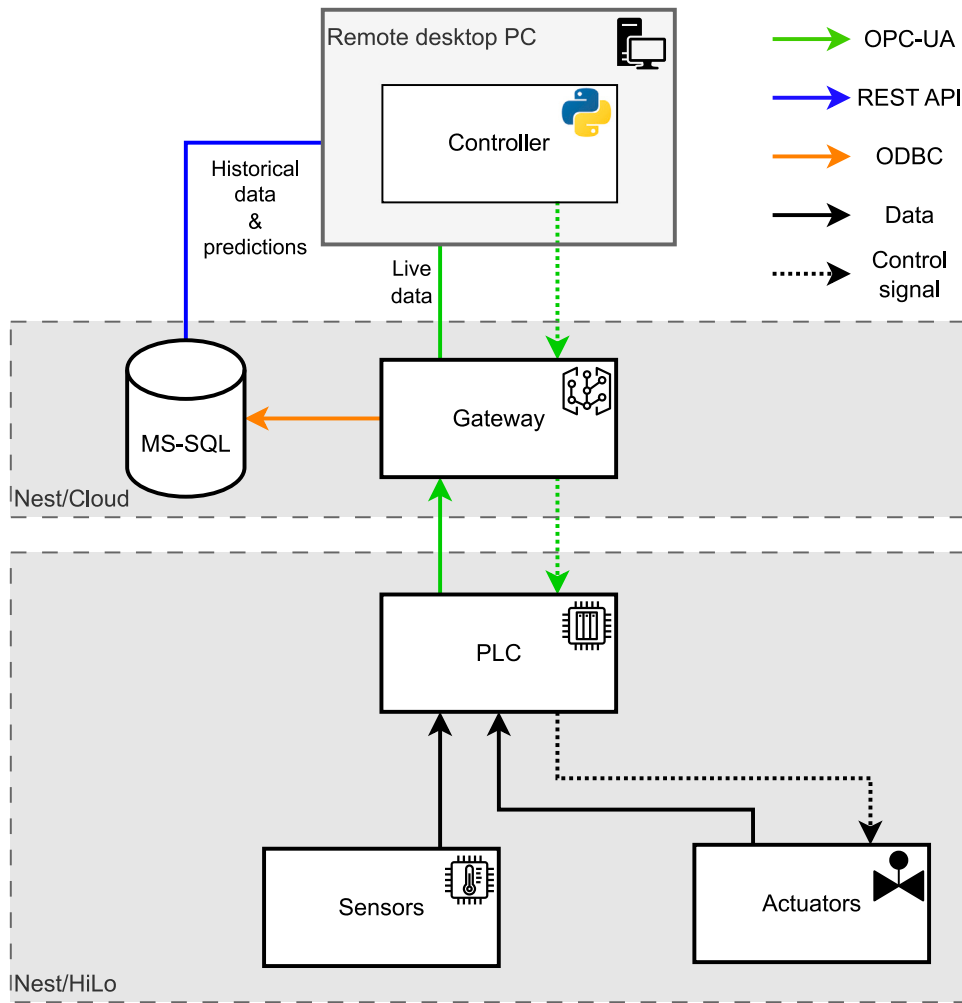 Remote desktop PC
Controller
OPC-UA
REST API
ODBC
Data
Control
signal
Historical
data
&
predictions
Live
data
Gateway
MS-SQL
Nest/Cloud
PLC
Sensors
Actuators
Nest/HiLo